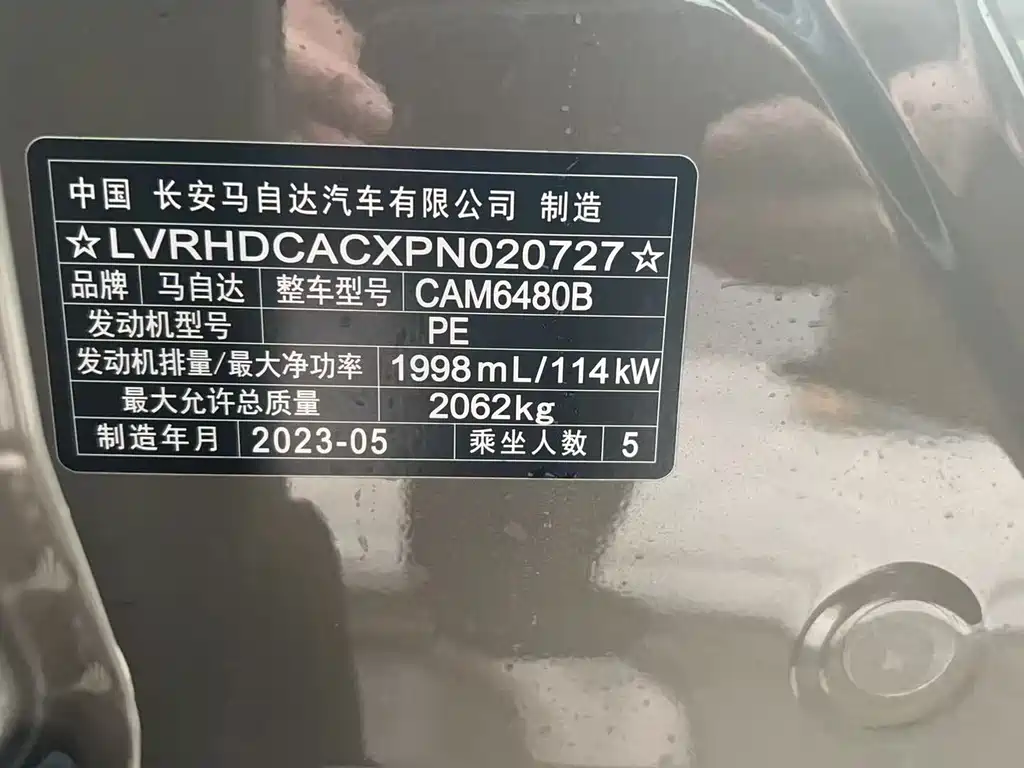 中国 长安马自达汽车有限公司 制造
☆LVRHDCACXPN020727☆
品牌 马自达 整车型号 CAM6480B
发动机型号 PE
发动机排量/最大净功率 1998mL/114kW
最大允许总质量 2062kg
制造年月 2023-05 乘坐人数 5